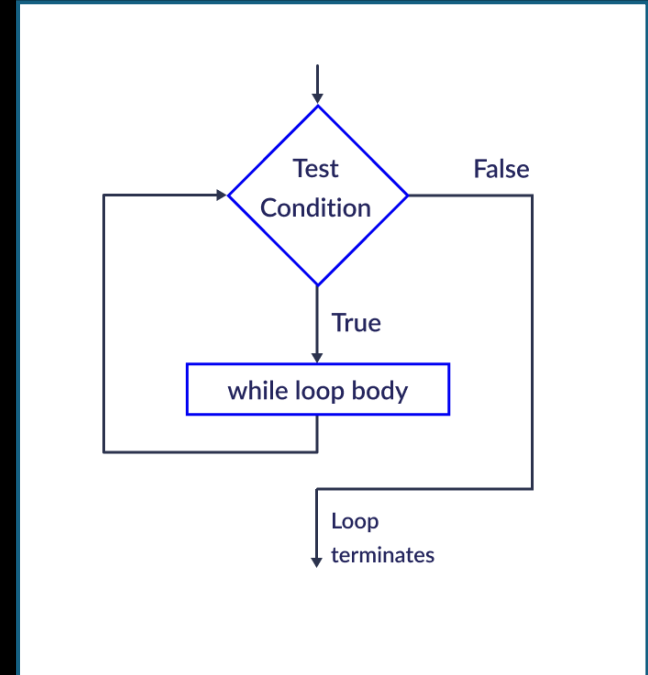 Test
Condition
False
True
while loop body
Loop
terminates